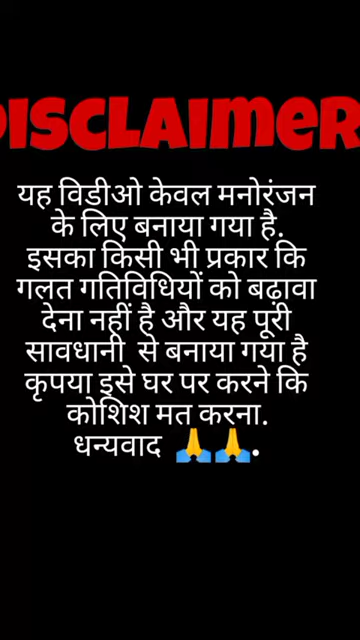 DISCLAIMER
यह विडीओ केवल मनोरंजन
के लिए बनाया गया है.
इसका किसी भी प्रकार कि
गलत गतिविधियों को बढ़ावा
देना नहीं है और यह पूरी
सावधानी से बनाया गया है
कृपया इसे घर पर करने कि
कोशिश मत करना.
धन्यवाद 🙏🙏.